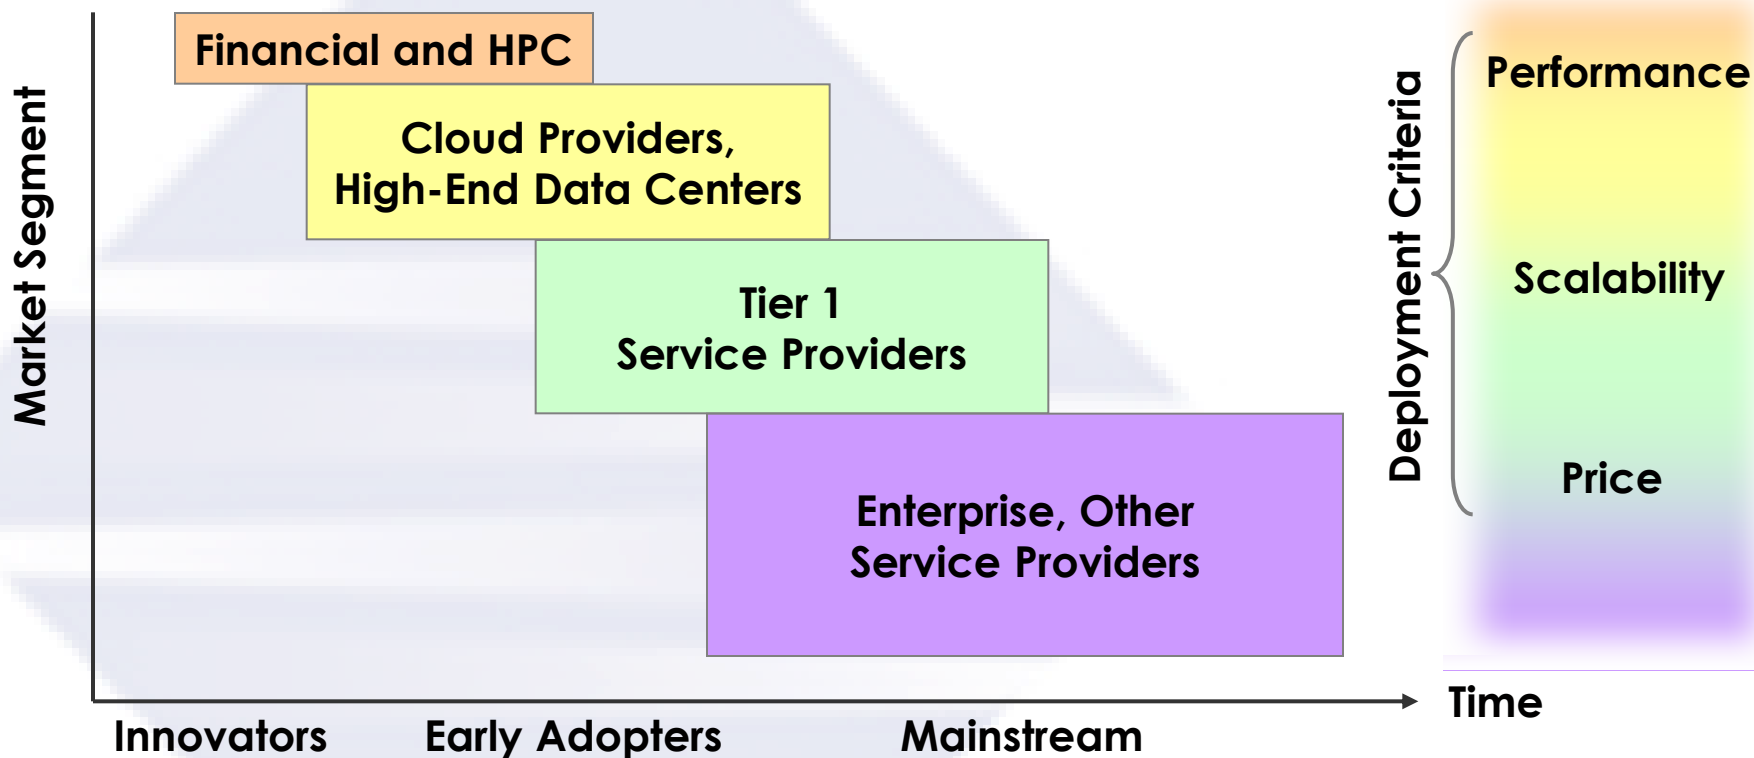 Market Segment
Financial and HPC
Cloud Providers,
High-End Data Centers
Tier 1
Service Providers
Enterprise, Other
Service Providers
Deployment Criteria
Performance
Scalability
Price
Time
Innovators
Early Adopters
Mainstream